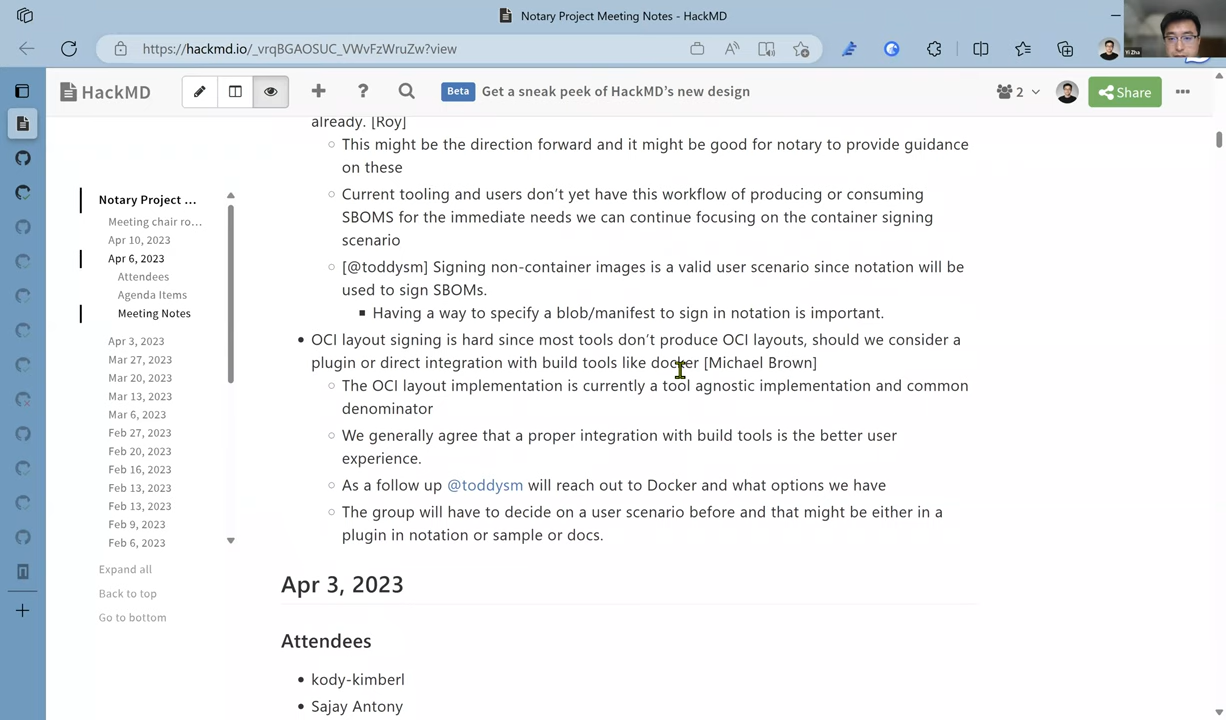 Notary Project Meeting Notes - HackMD
https://hackmd.io/_vrqBGAOSUC_VWvFzWruZw?view
Yi Zha
HackMD
Beta Get a sneak peek of HackMD’s new design
2
Share
Notary Project ...
Meeting chair ro...
Apr 10, 2023
Apr 6, 2023
Attendees
Agenda Items
Meeting Notes
Apr 3, 2023
Mar 27, 2023
Mar 20, 2023
Mar 13, 2023
Mar 6, 2023
Feb 27, 2023
Feb 20, 2023
Feb 16, 2023
Feb 13, 2023
Feb 13, 2023
Feb 9, 2023
Feb 6, 2023
Expand all
Back to top
Go to bottom
already. [Roy]
This might be the direction forward and it might be good for notary to provide guidance
on these
Current tooling and users don’t yet have this workflow of producing or consuming
SBOMS for the immediate needs we can continue focusing on the container signing
scenario
[@toddysm] Signing non-container images is a valid user scenario since notation will be
used to sign SBOMs.
Having a way to specify a blob/manifest to sign in notation is important.
OCI layout signing is hard since most tools don’t produce OCI layouts, should we consider a
plugin or direct integration with build tools like docker [Michael Brown]
The OCI layout implementation is currently a tool agnostic implementation and common
denominator
We generally agree that a proper integration with build tools is the better user
experience.
As a follow up @toddysm will reach out to Docker and what options we have
The group will have to decide on a user scenario before and that might be either in a
plugin in notation or sample or docs.
Apr 3, 2023
Attendees
kody-kimberl
Sajay Antony